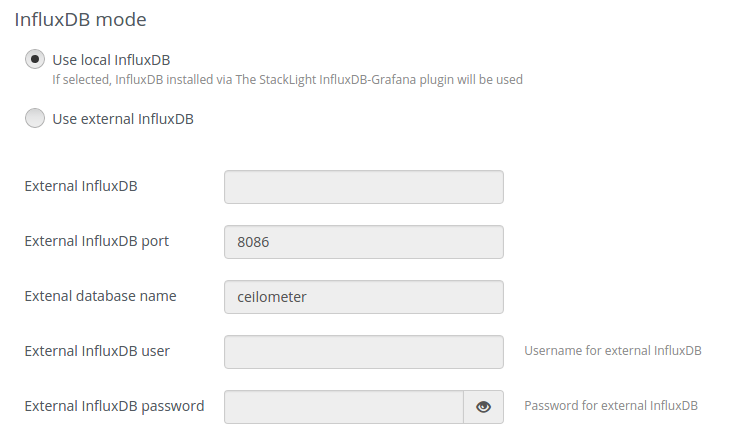 InfluxDB mode
Use local InfluxDB
If selected, InfluxDB installed via The StackLight InfluxDB-Grafana plugin will be used
Use external InfluxDB
External InfluxDB
External InfluxDB port
8086
Extenal database name
ceilometer
External InfluxDB user
Username for external InfluxDB
External InfluxDB password
Password for external InfluxDB